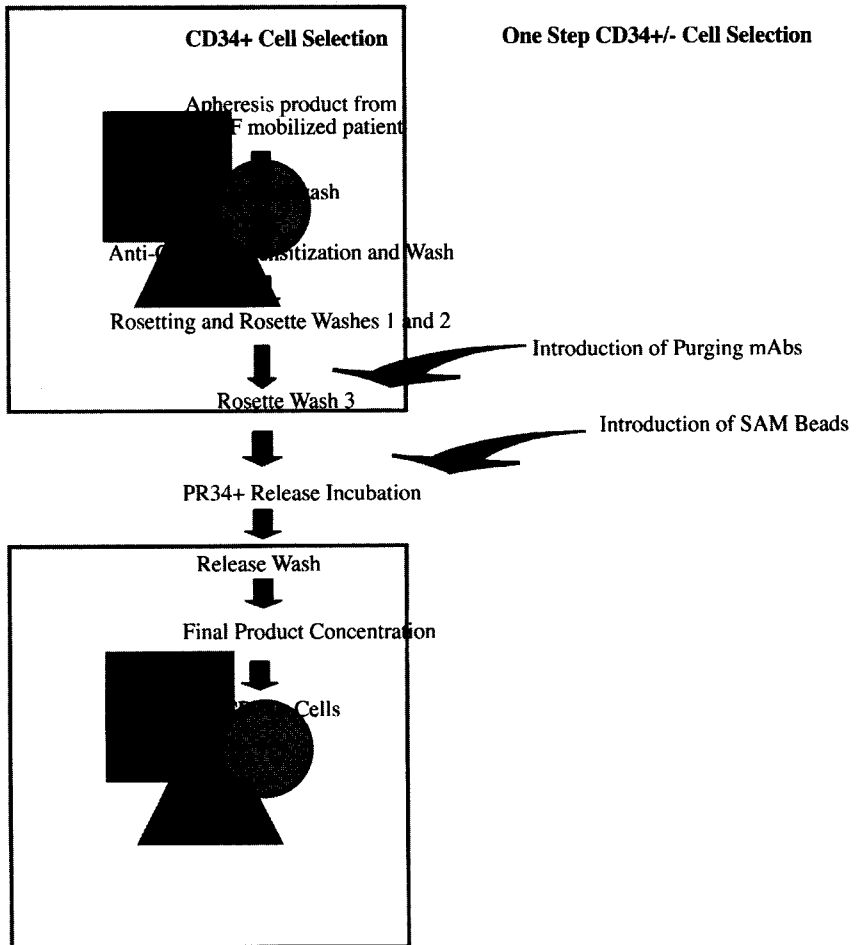 CD34+ Cell Selection
One Step CD34+/- Cell Selection
Apheresis product from
F mobilized patient
ash
Anti- sitization and Wash
Rosetting and Rosette Washes 1 and 2
Introduction of Purging mAbs
Rosette Wash 3
Introduction of SAM Beads
PR34+ Release Incubation
Release Wash
Final Product Concentration
Cells